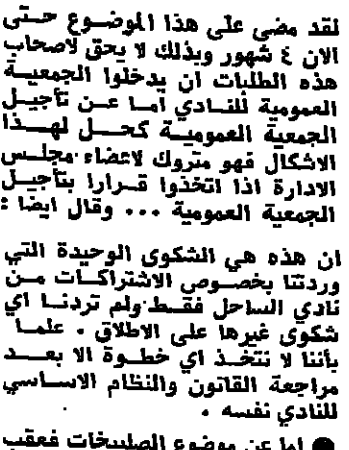 لقد مضى على هذا الموضوع حتى
الان ٤ شهور وبذلك لا يحق لاصحاب
هذه الطلبات ان يدخلوا الجمعية
العمومية للنادي اما عن تأجيل
الجمعية العمومية كحل لهذا
الاشكال فهو متروك لاعضاء مجلس
الادارة اذا اتخذوا قرارا بتأجيل
الجمعية العمومية ... وقال ايضا :
ان هذه هي الشكوى الوحيدة التي
وردتنا بخصوص الاشتراكات من
نادي الساحل فقط ولم تردنا اي
شكوى غيرها على الاطلاق . علما
بأننا لا نتخذ اي خطوة الا بعد
مراجعة القانون والنظام الاساسي
للنادي نفسه .
● اما عن موضوع الصليبخات فعقب